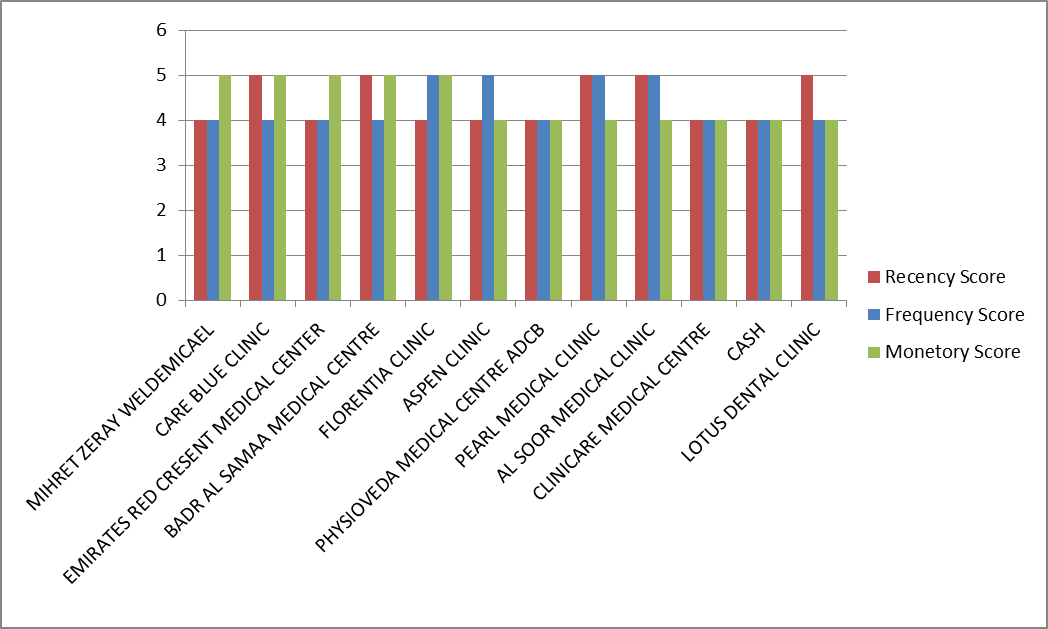 6
5
4
3
2
1
0
MIHRET ZERAY WELDEMICAEL
CARE BLUE CLINIC
EMIRATES RED CRESENT MEDICAL CENTER
BADR AL SAMAA MEDICAL CENTRE
FLORENTIA CLINIC
ASPEN CLINIC
PHYSIOVEDA MEDICAL CENTRE ADCB
PEARL MEDICAL CLINIC
AL SOOR MEDICAL CLINIC
CLINICARE MEDICAL CENTRE
CASH
LOTUS DENTAL CLINIC
Recency Score
Frequency Score
Monetory Score